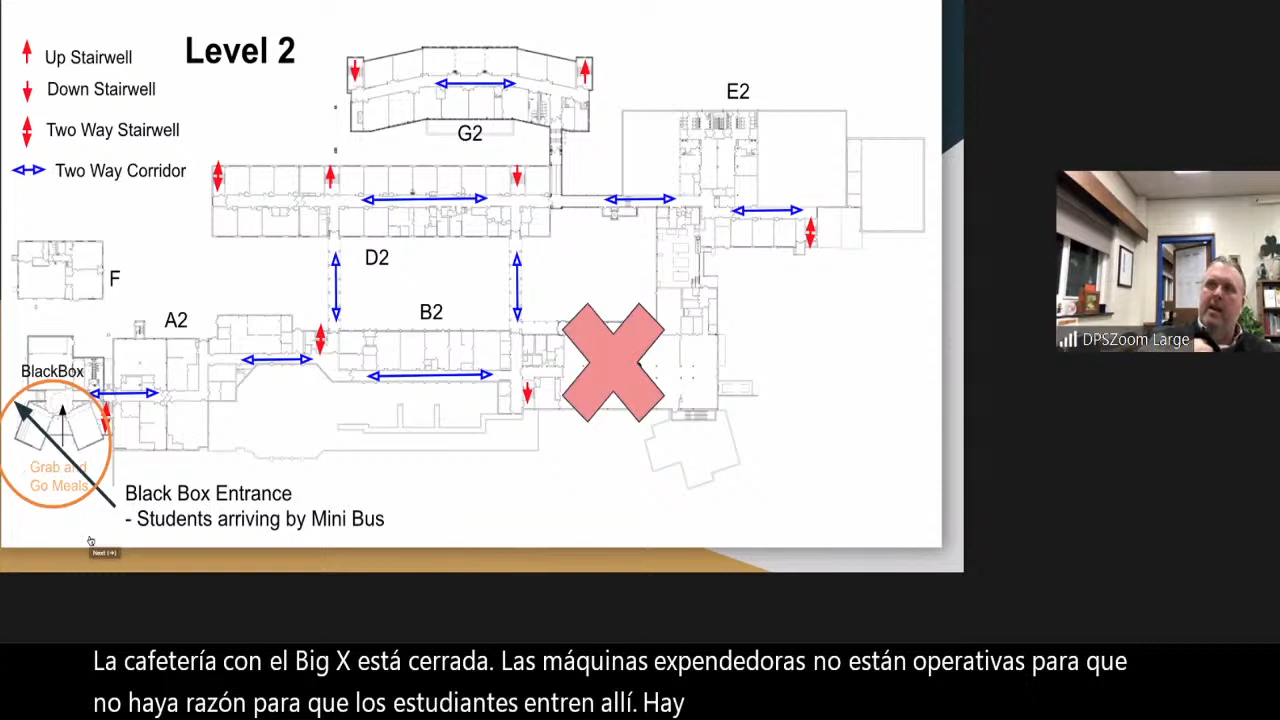 Level 2
Up Stairwell
Down Stairwell
Two Way Stairwell
Two Way Corridor
G2
E2
D2
F
B2
A2
BlackBox
Grab and
Go Meals
Black Box Entrance
- Students arriving by Mini Bus
Next (→)
DPSZoom Large
La cafetería con el Big X está cerrada. Las máquinas expendedoras no están operativas para que
no haya razón para que los estudiantes entren allí. Hay